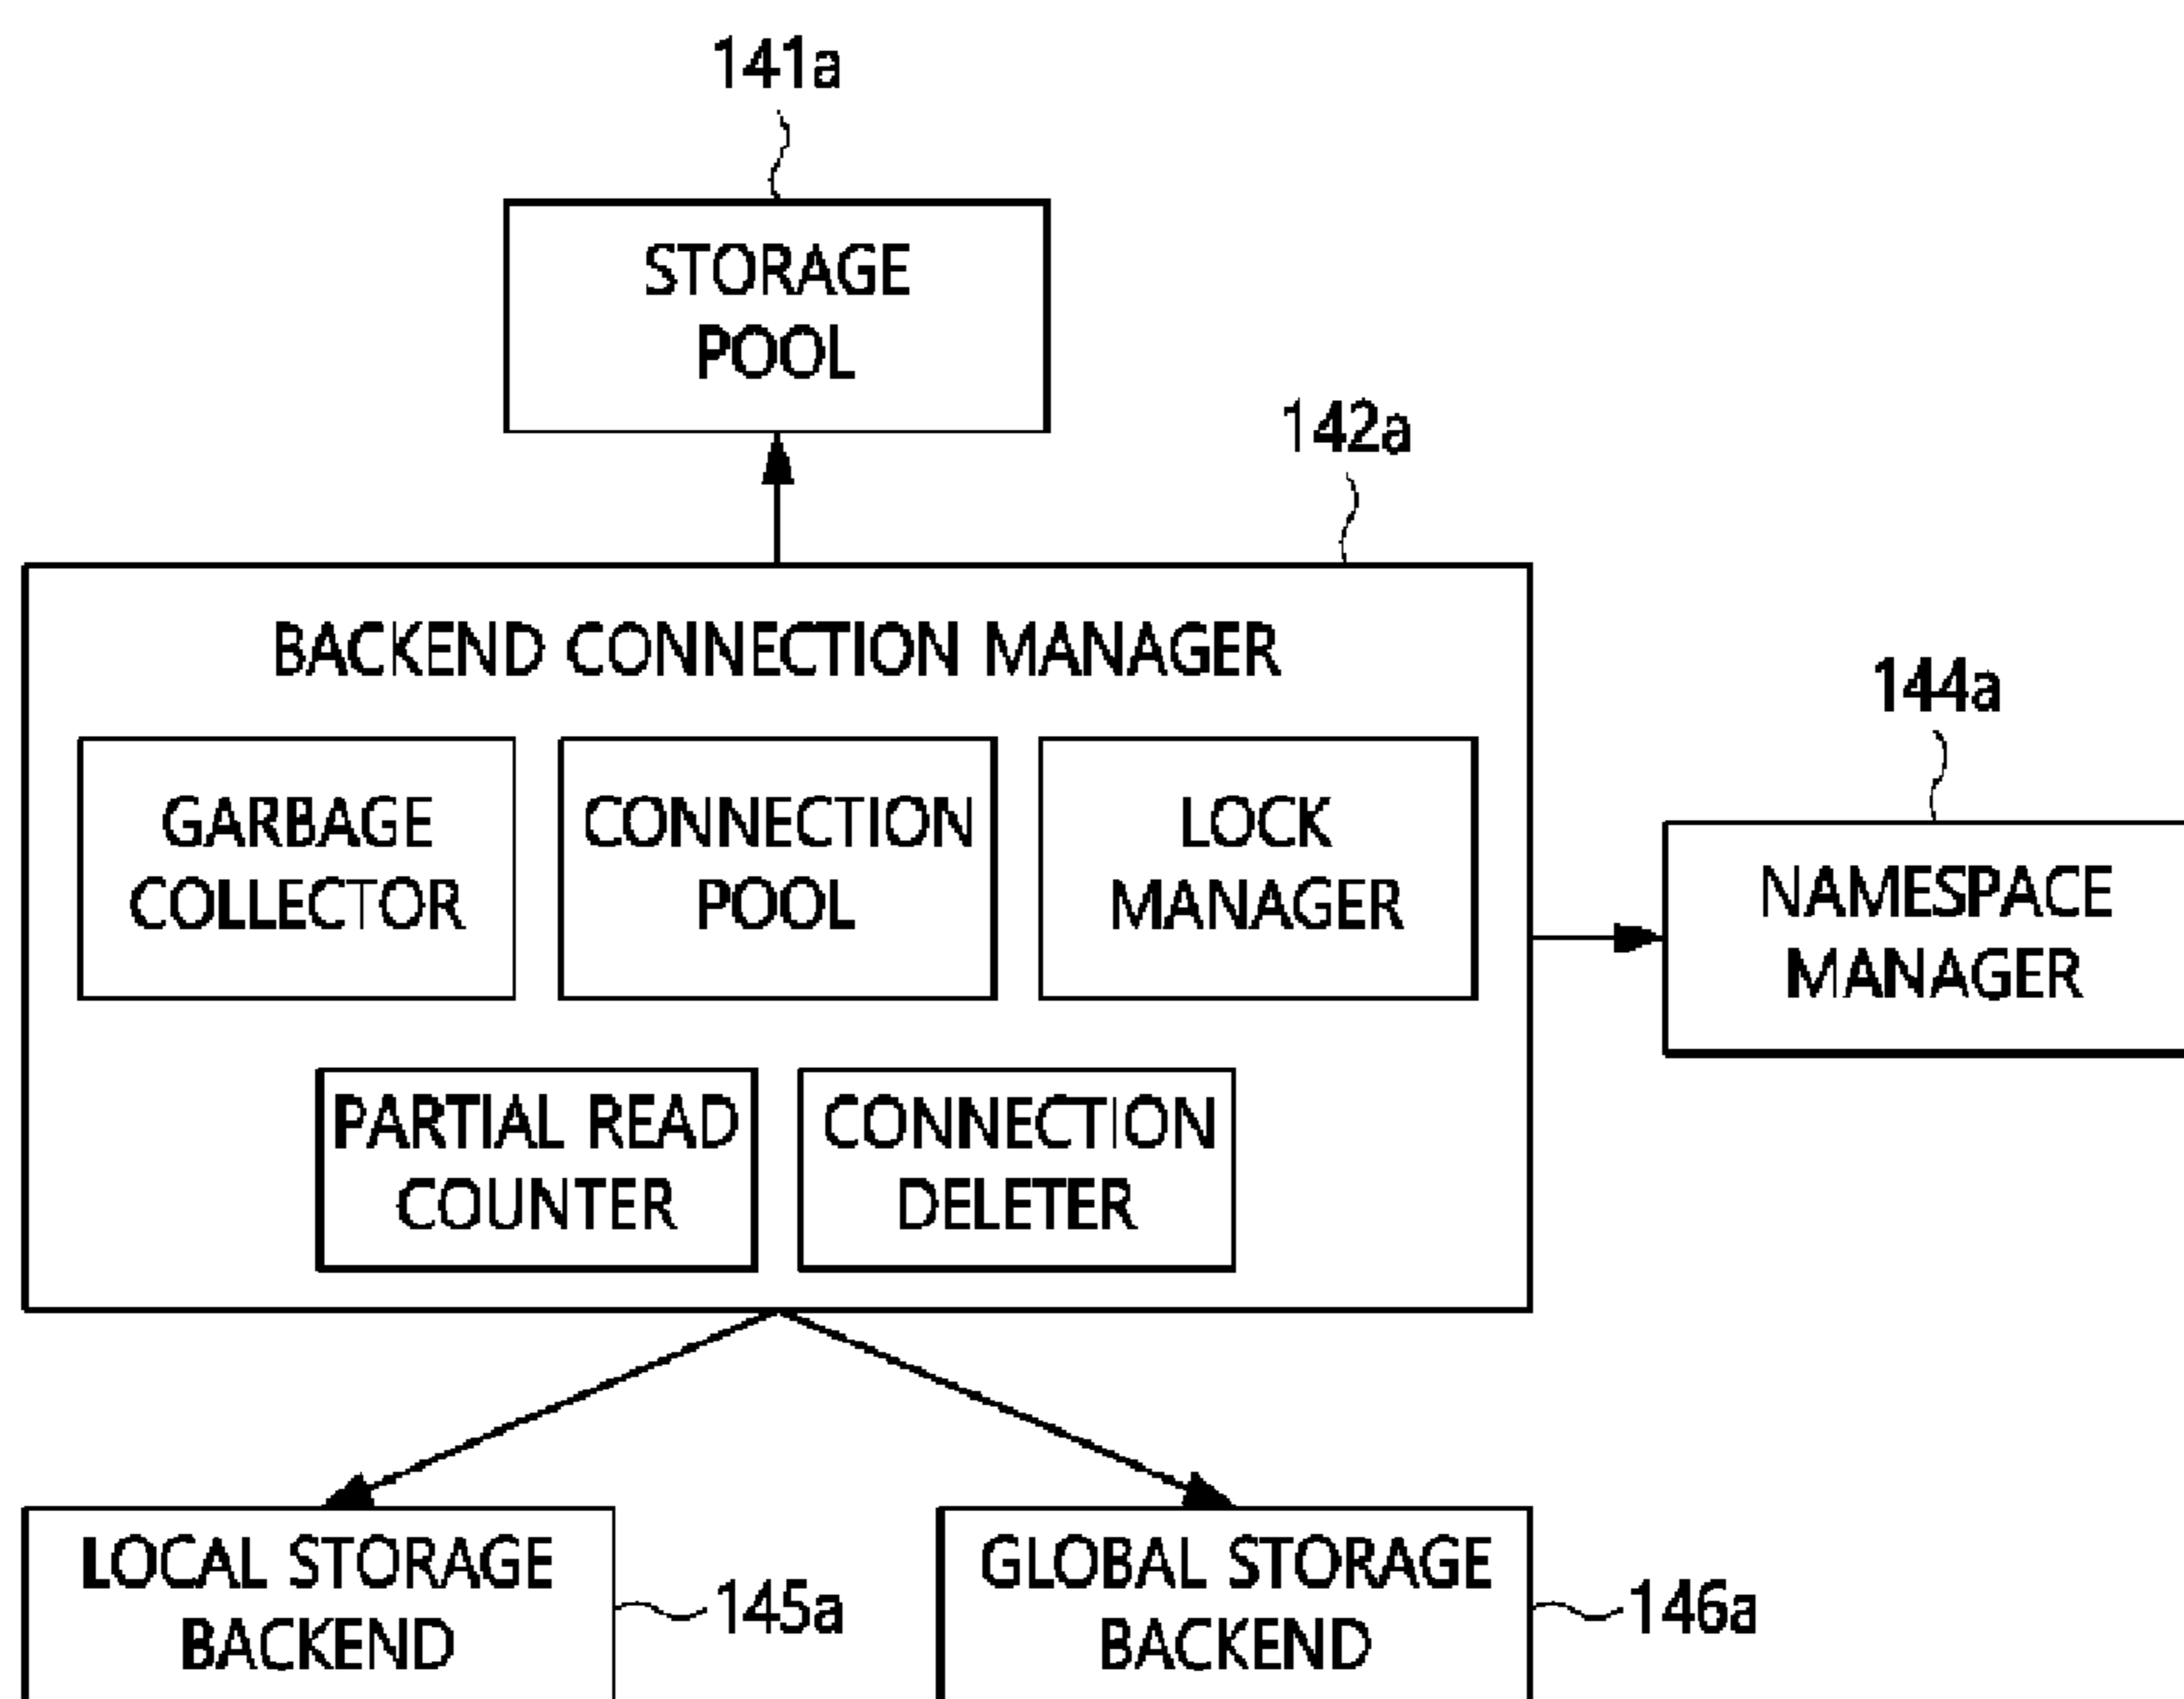 141a
STORAGE
POOL
142a
BACKEND CONNECTION MANAGER
144a
GARBAGE
COLLECTOR
CONNECTION
POOL
LOCK
MANAGER
NAMESPACE
MANAGER
PARTIAL READ
COUNTER
CONNECTION
DELETER
LOCAL STORAGE
BACKEND
145a
GLOBAL STORAGE
BACKEND
146a